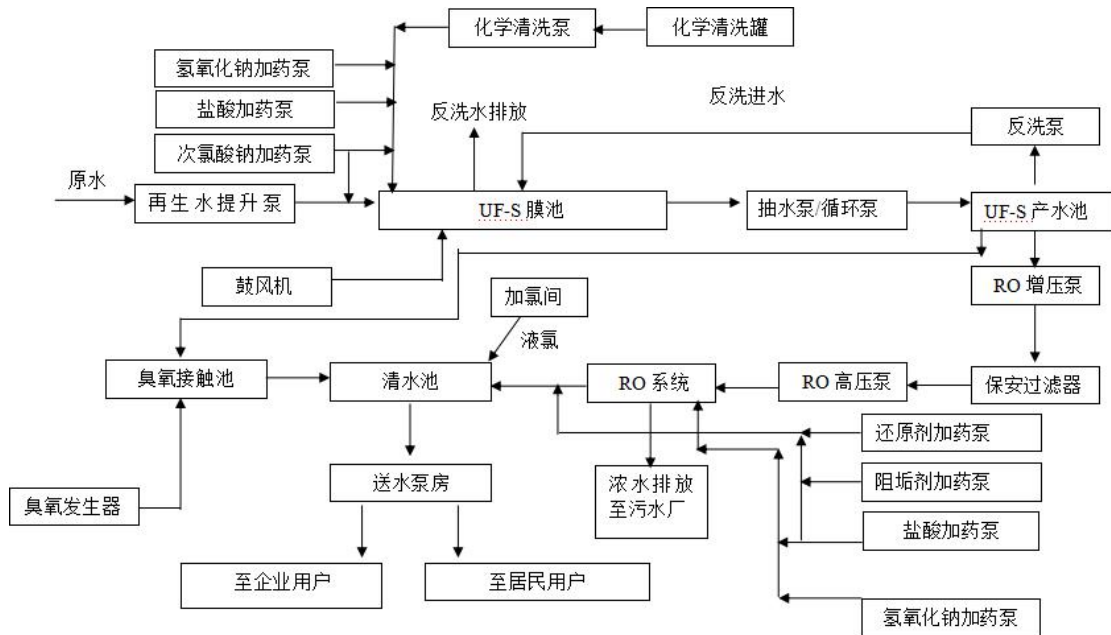 化学清洗泵
化学清洗罐
氢氧化钠加药泵
盐酸加药泵
次氯酸钠加药泵
反洗水排放
反洗进水
反洗泵
原水
再生水提升泵
UF-S 膜池
抽水泵/循环泵
UF-S 产水池
鼓风机
加氯间
液氯
RO 增压泵
臭氧接触池
清水池
RO 系统
RO 高压泵
保安过滤器
还原剂加药泵
阻垢剂加药泵
盐酸加药泵
氢氧化钠加药泵
臭氧发生器
送水泵房
浓水排放
至污水厂
至企业用户
至居民用户